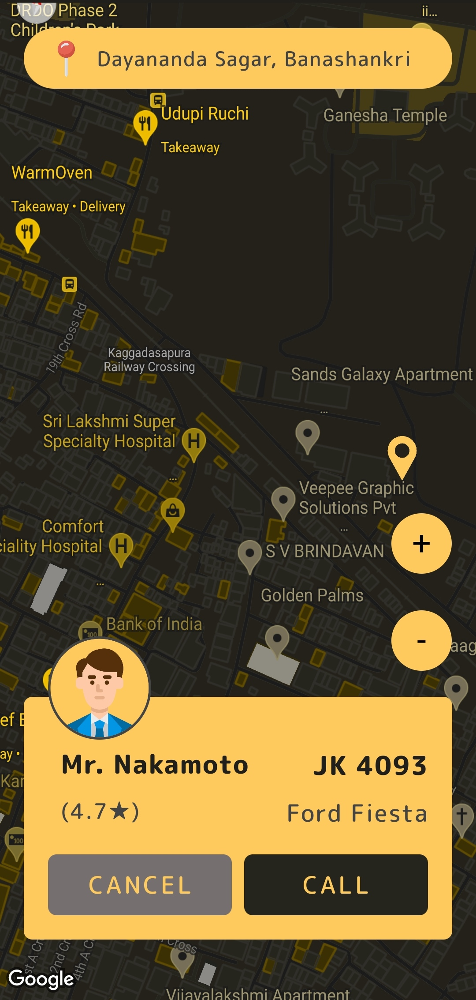 DRDO Phase 2
Children's Park
ii...
Dayananda Sagar, Banashankri
Udupi Ruchi
Takeaway
Ganesha Temple
WarmOven
Takeaway • Delivery
19th Cross Rd
Kaggadasapura
Railway Crossing
Sands Galaxy Apartment
...
Sri Lakshmi Super
Specialty Hospital
H
...
Veepee Graphic
Solutions Pvt
...
Comfort
ciality Hospital
H
S V BRINDAVAN
+
...
Golden Palms
Bank of India
100
-
aag
ef E
ay •
Kar
Mr. Nakamoto
JK 4093
(4.7★)
Ford Fiesta
100
CANCEL
CALL
st A Cr
2nd Cr
4th A C
Cross
Google
Vijayalakshmi Apartment